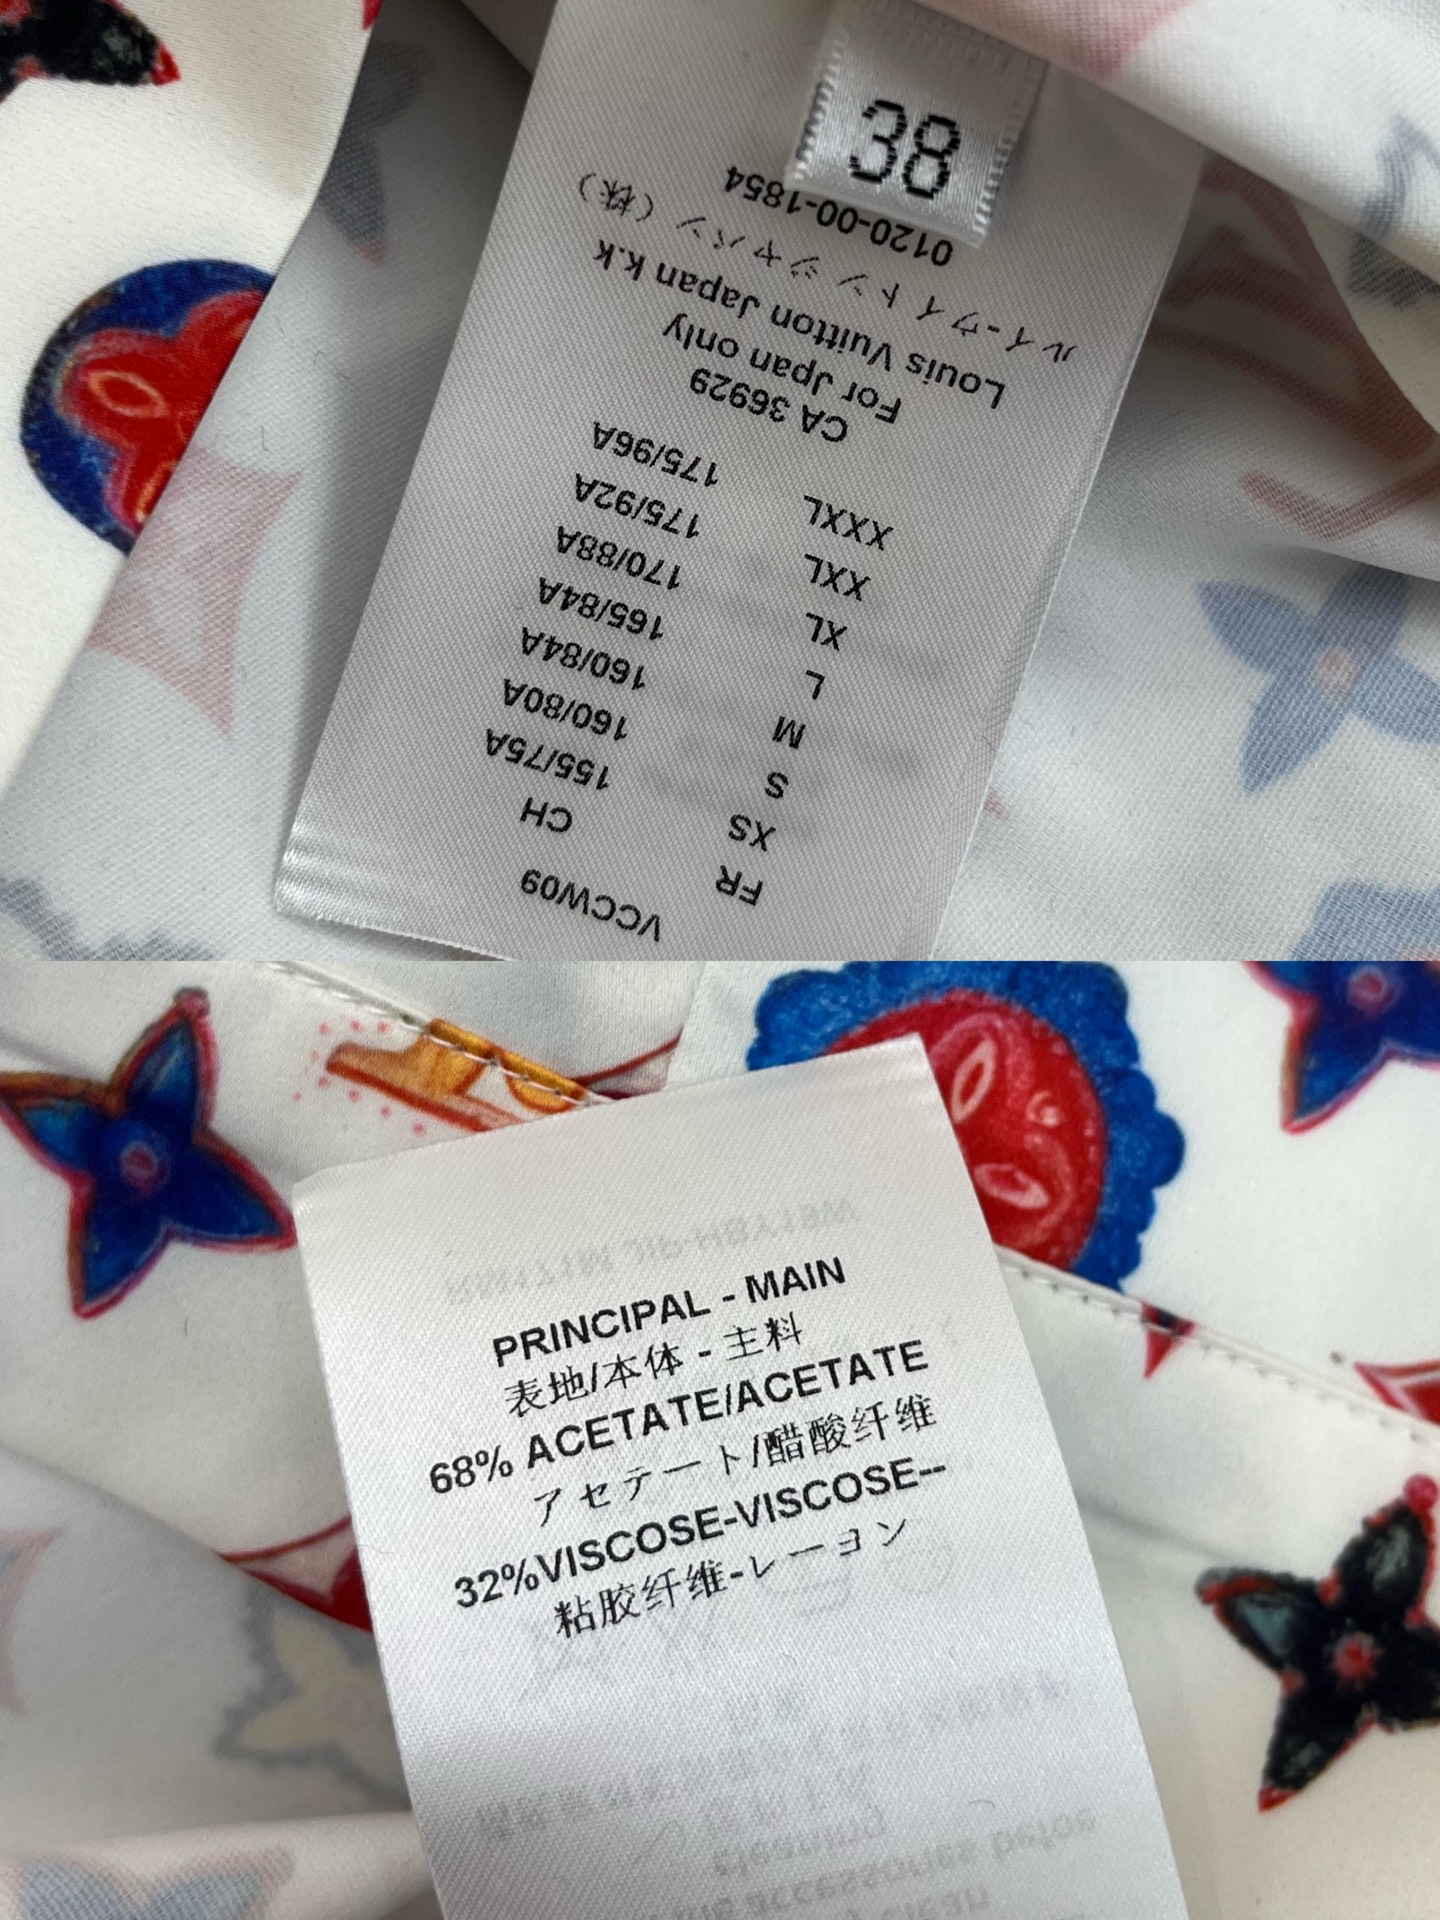 38
VCCW09
FR CH
XS 155/75A
S 160/80A
M 160/84A
L 165/84A
XL 170/88A
XXL 175/92A
XXXL 175/96A
CA 36929
For Jpan only
Louis Vuitton Japan k.k
ルイ-ウイトンジャパン (株)
0120-00-1854
PRINCIPAL - MAIN
表地/本体 - 主料
68% ACETATE/ACETATE
アセテート/醋酸纤维
32%VISCOSE-VISCOSE--
粘胶纤维-レーヨン